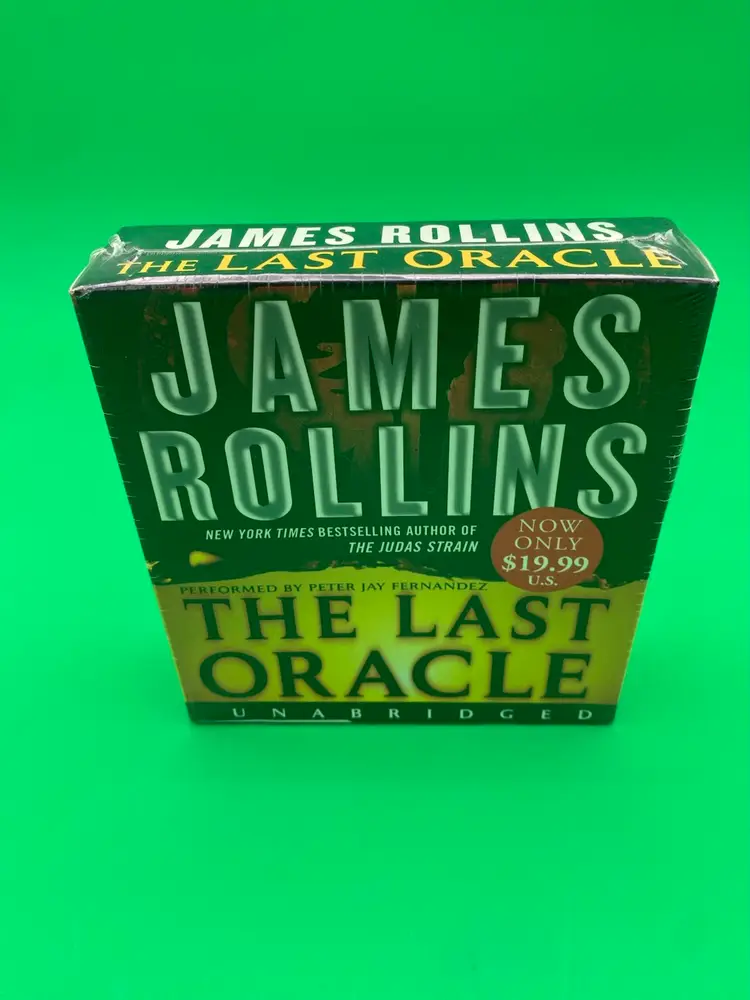 JAMES ROLLINS
THE LAST ORACLE
JAMES
ROLLINS
NEW YORK TIMES BESTSELLING AUTHOR OF
THE JUDAS STRAIN
NOW
ONLY
$19.99
U.S.
PERFORMED BY PETER JAY FERNANDEZ
THE LAST
ORACLE
UNABRIDGED